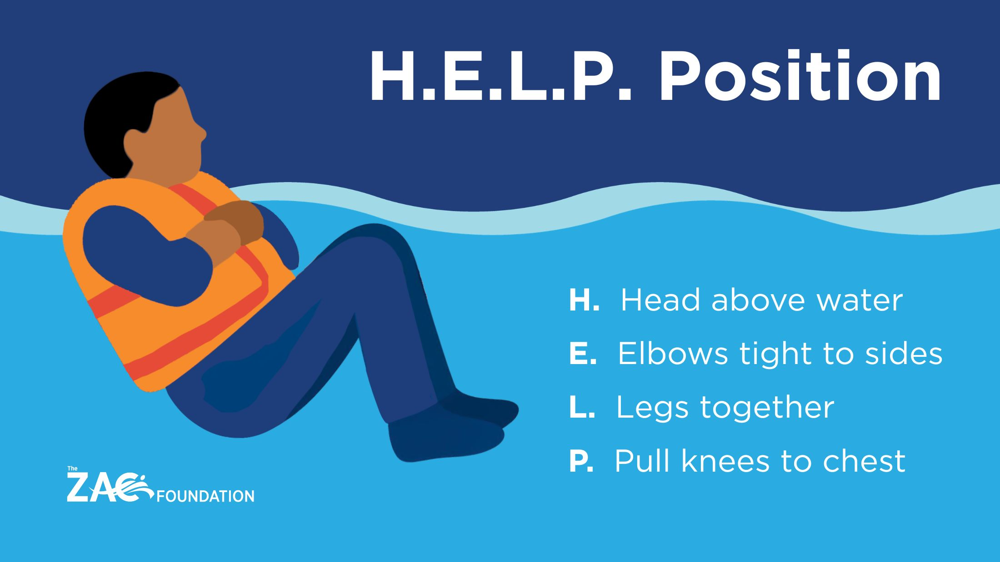 H.E.L.P. Position
H. Head above water
E. Elbows tight to sides
L. Legs together
P. Pull knees to chest
The
ZAC FOUNDATION